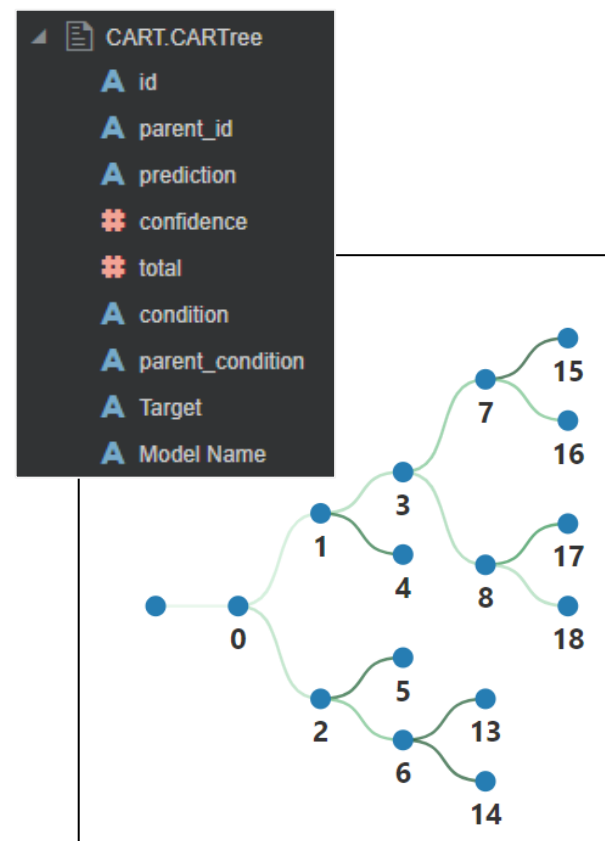 CART.CARTree
A id
A parent_id
A prediction
# confidence
# total
A condition
A parent_condition
A Target
A Model Name
15
7
16
3
1
17
4
8
0
18
5
2
13
6
14